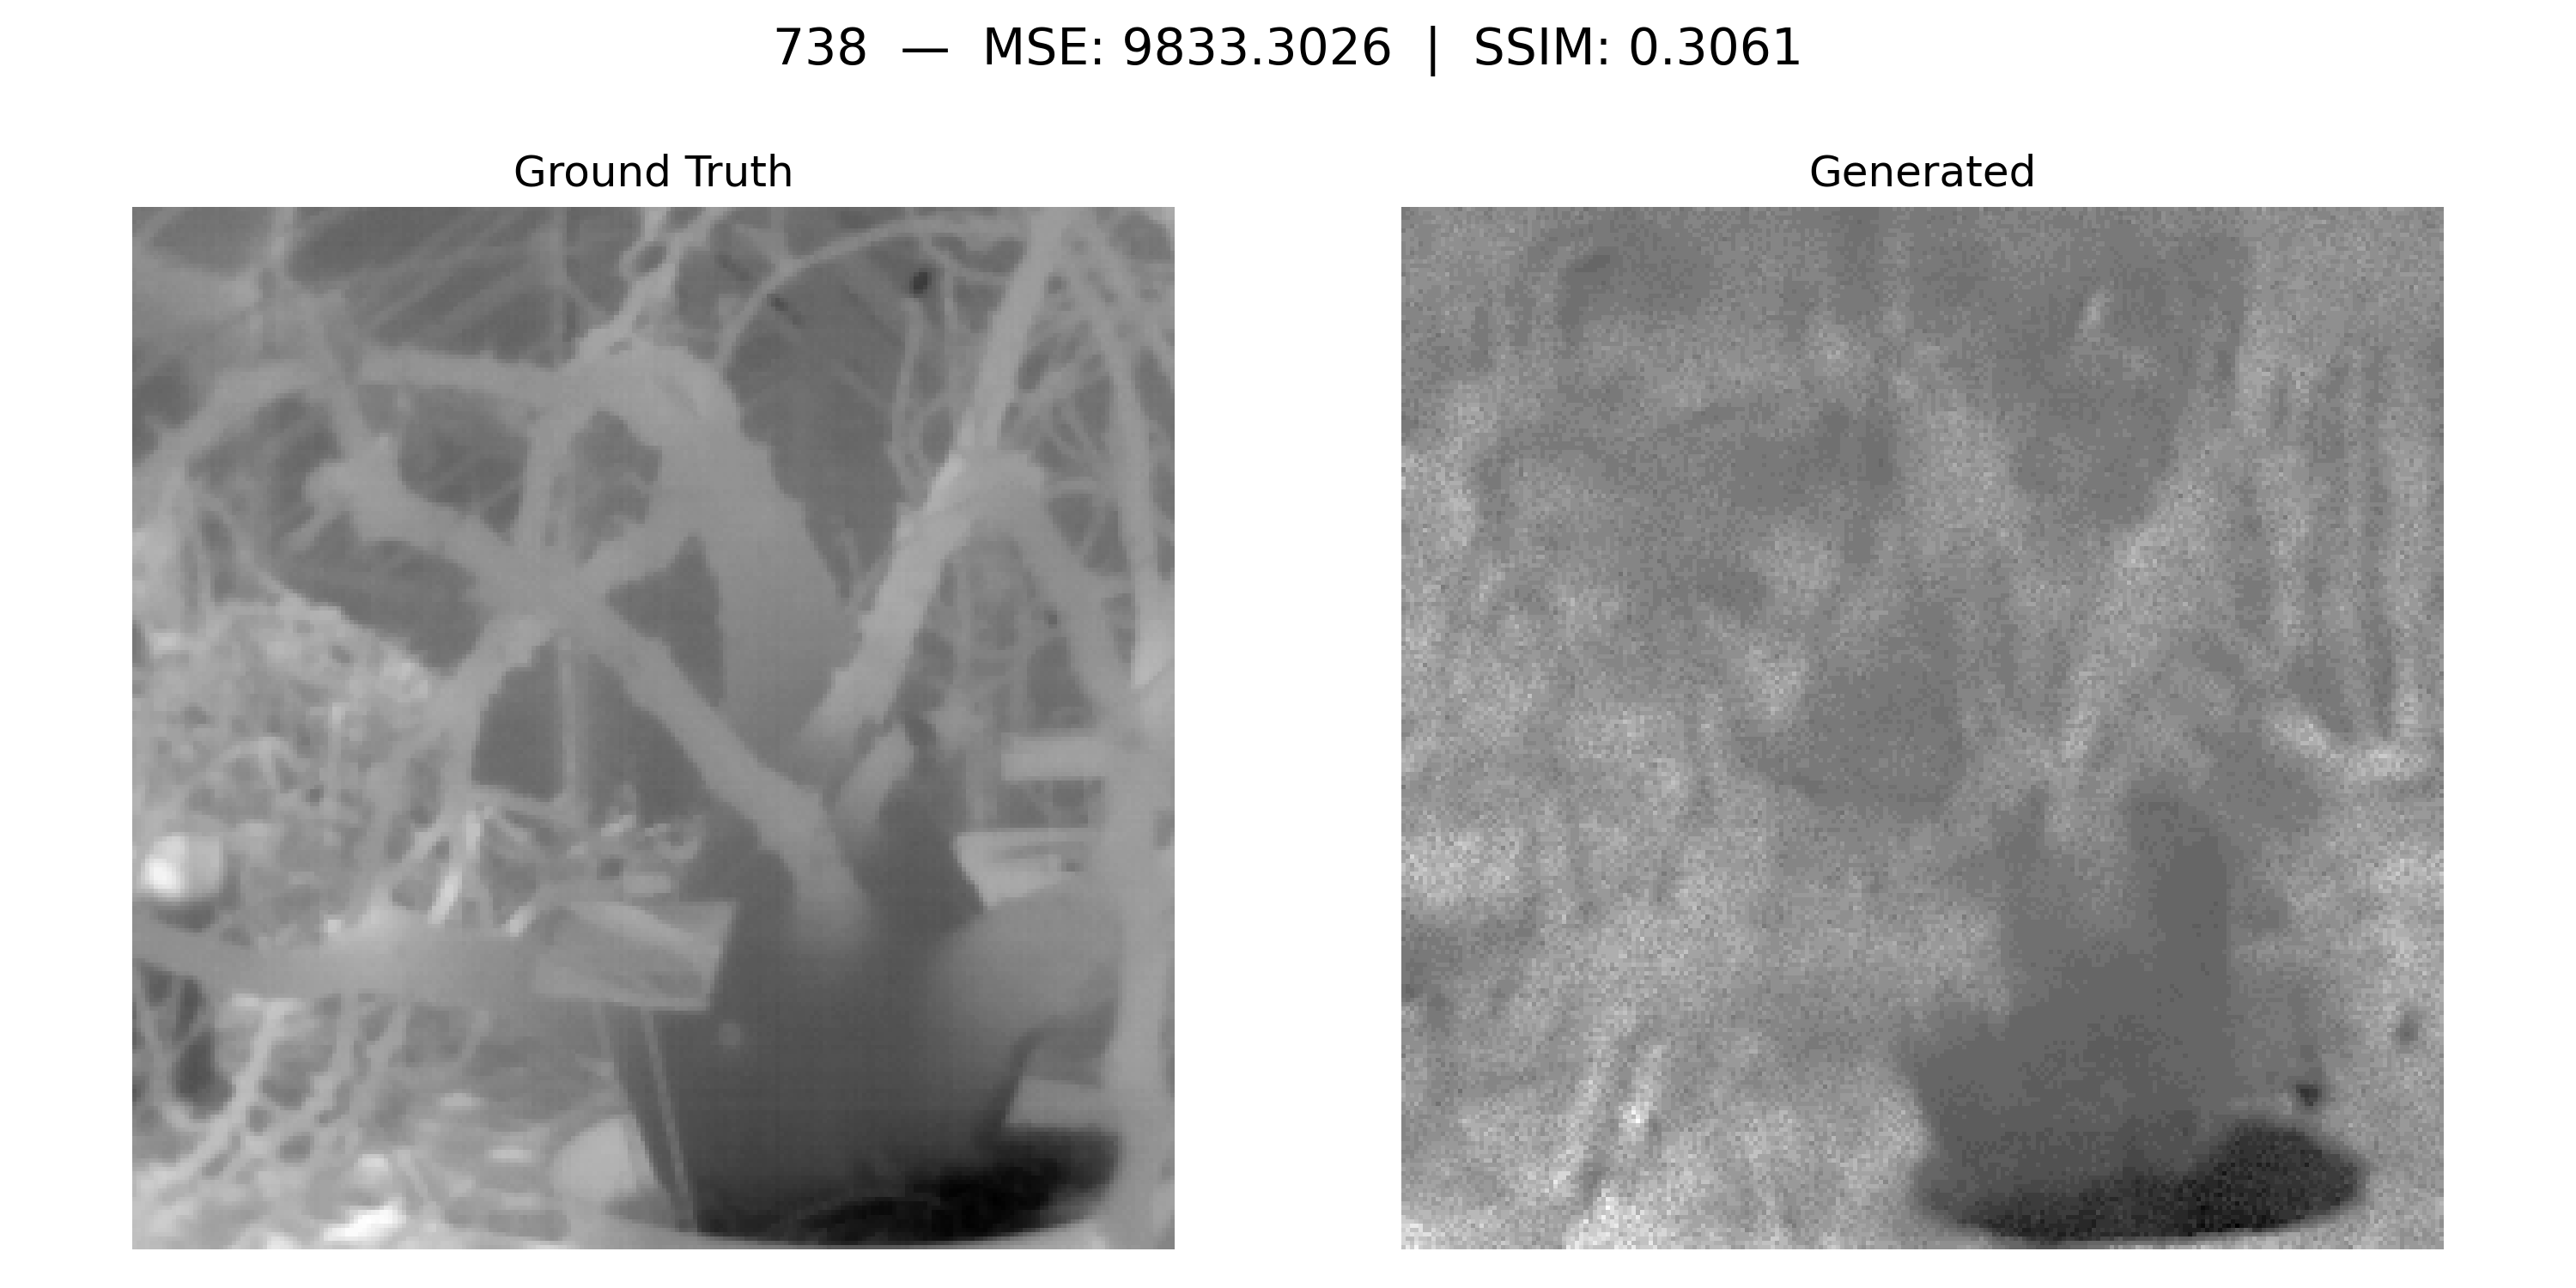 738 — MSE: 9833.3026 | SSIM: 0.3061
Ground Truth
Generated